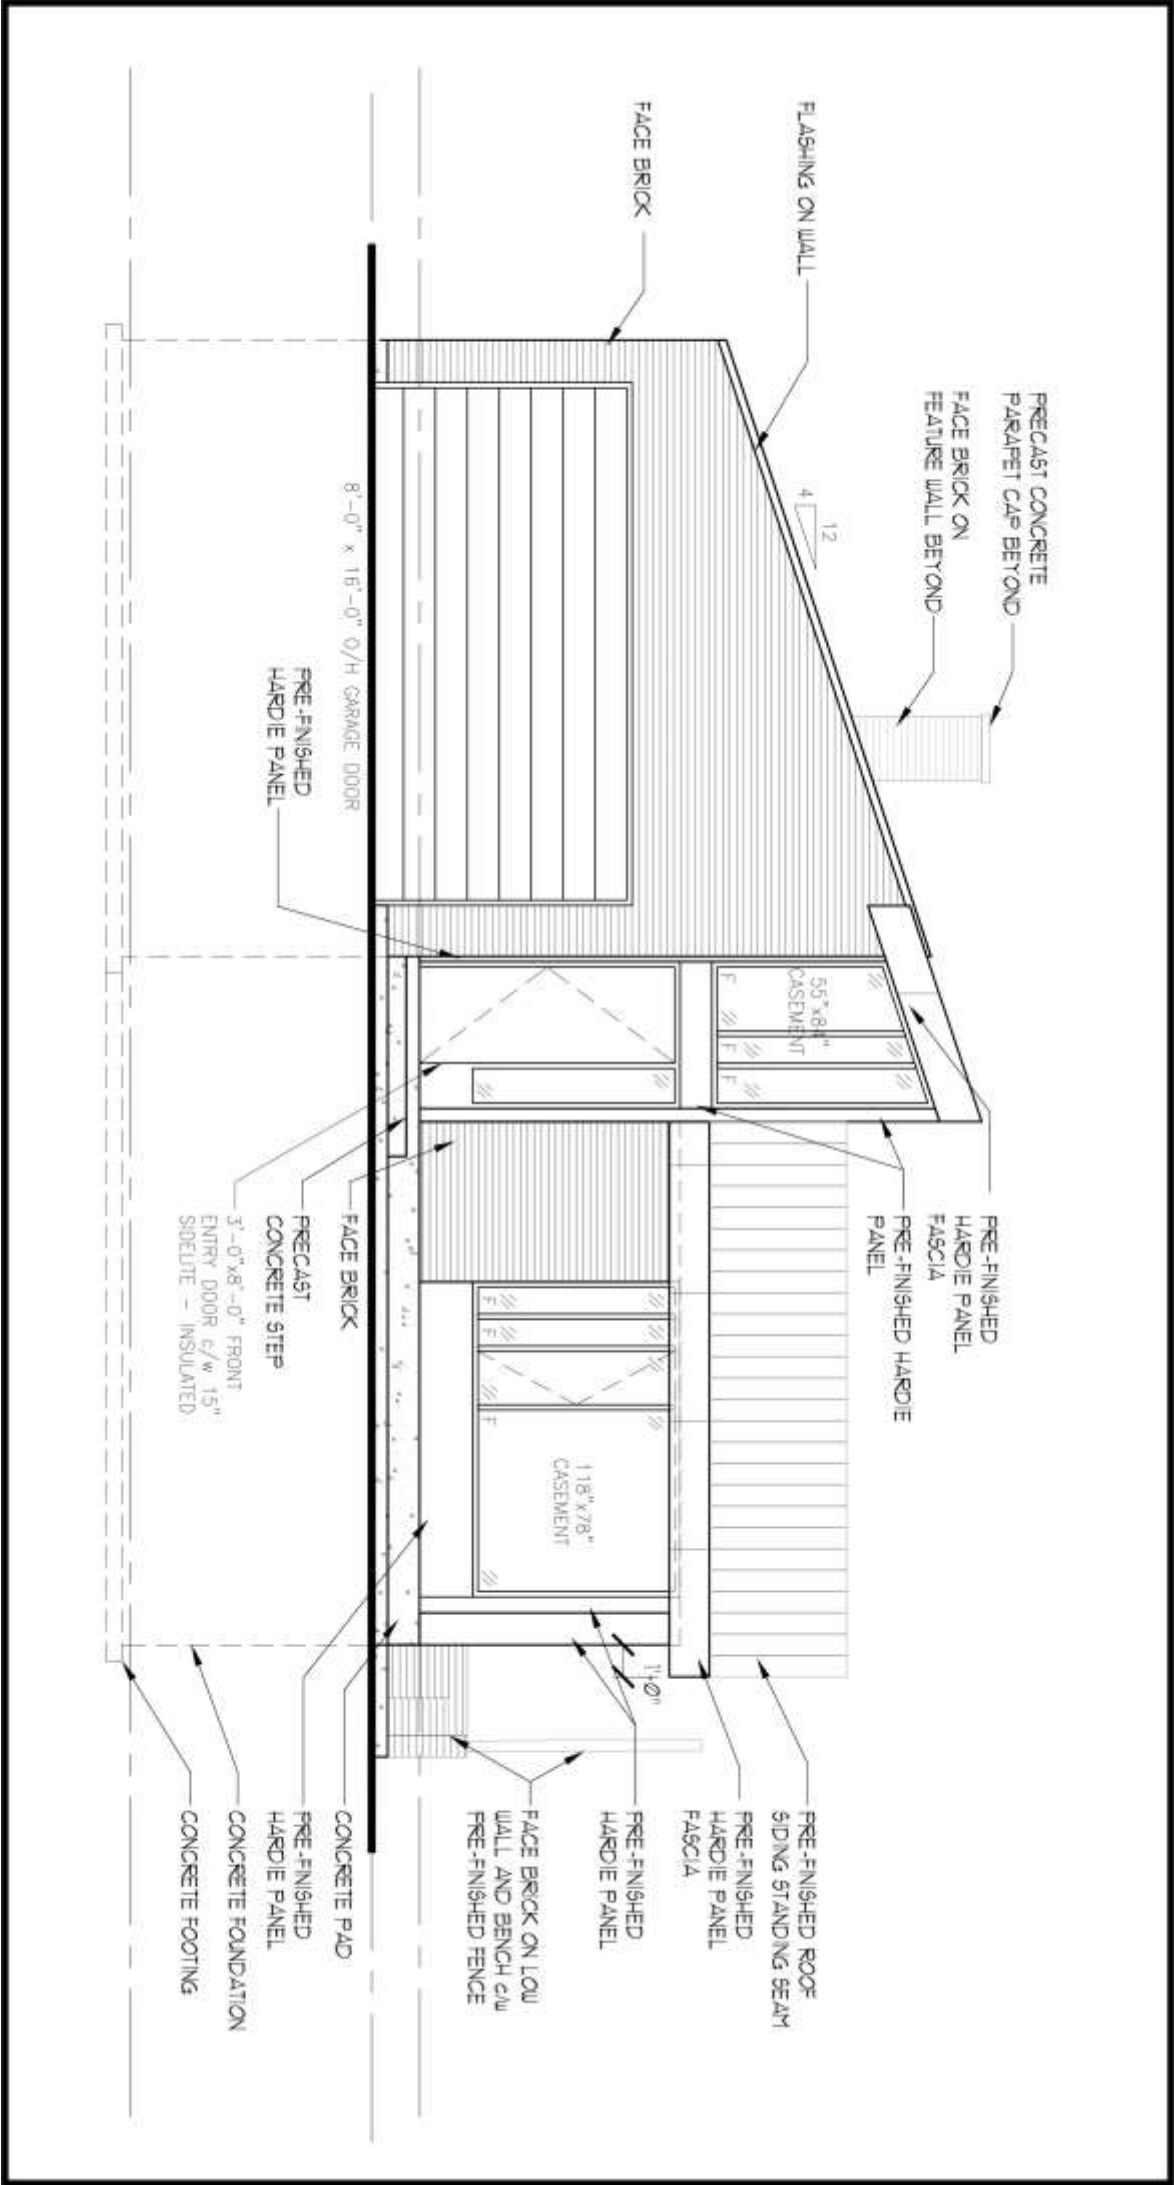 PRECAST CONCRETE
PARAPET CAP BEYOND
FACE BRICK ON
FEATURE WALL BEYOND
FLASHING ON WALL
FACE BRICK
12
4
8'-0" x 16'-0" O/H GARAGE DOOR
PRE-FINISHED
HARDIE PANEL
55"x84"
CASEMENT
F
F
F
PRE-FINISHED
HARDIE PANEL
FASCIA
PRE-FINISHED HARDIE
PANEL
FACE BRICK
PRECAST
CONCRETE STEP
3'-0"x8'-0" FRONT
ENTRY DOOR c/w 15"
SIDELITE - INSULATED
F
F
F
118"x78"
CASEMENT
1'-0"
PRE-FINISHED ROOF
SIDING STANDING SEAM
PRE-FINISHED
HARDIE PANEL
FASCIA
PRE-FINISHED
HARDIE PANEL
FACE BRICK ON LOW
WALL AND BENCH c/w
PRE-FINISHED FENCE
CONCRETE PAD
PRE-FINISHED
HARDIE PANEL
CONCRETE FOUNDATION
CONCRETE FOOTING